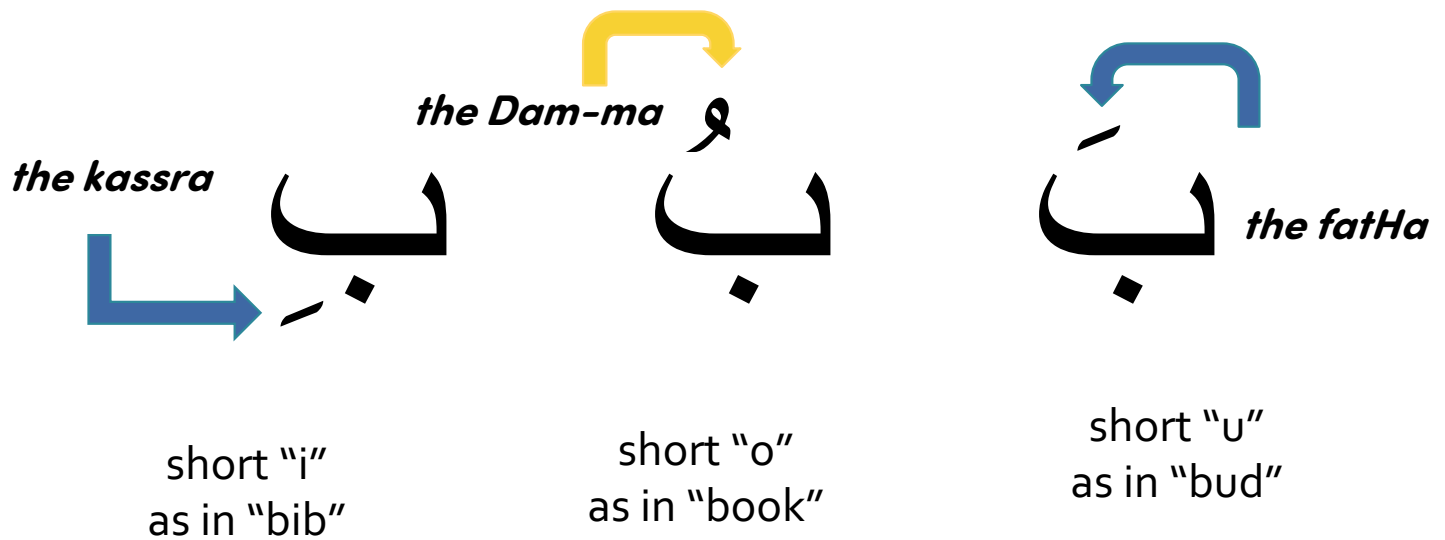 the Dam-ma
the kassra
the fatHa
بِ
بُ
بَ
short “i”
as in “bib”
short “o”
as in “book”
short “u”
as in “bud”